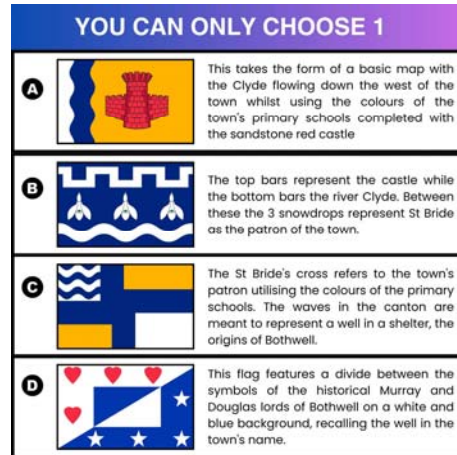 YOU CAN ONLY CHOOSE 1
A
This takes the form of a basic map with
the Clyde flowing down the west of the
town whilst using the colours of the
town's primary schools completed with
the sandstone red castle
B
The top bars represent the castle while
the bottom bars the river Clyde. Between
these the 3 snowdrops represent St Bride
as the patron of the town.
C
The St Bride's cross refers to the town's
patron utilising the colours of the primary
schools. The waves in the canton are
meant to represent a well in a shelter, the
origins of Bothwell.
D
This flag features a divide between the
symbols of the historical Murray and
Douglas lords of Bothwell on a white and
blue background, recalling the well in the
town's name.